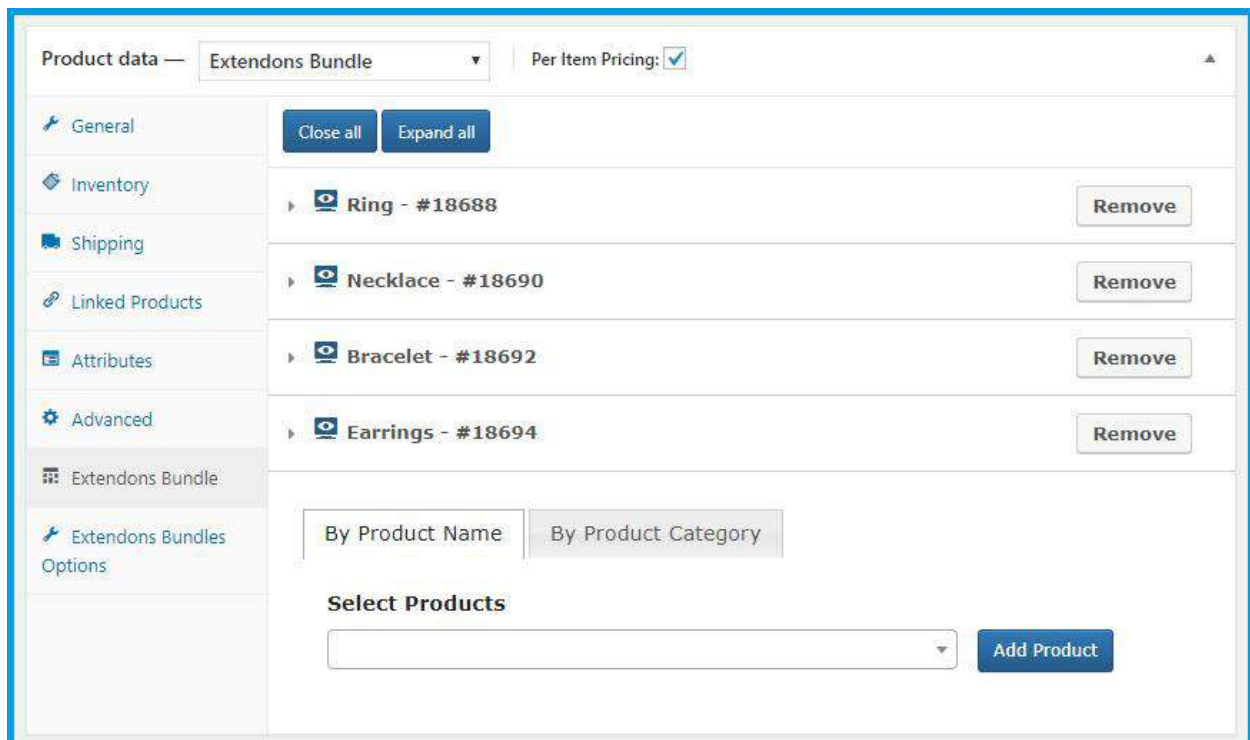 Product data — Extendons Bundle Per Item Pricing:
General
Inventory
Shipping
Linked Products
Attributes
Advanced
Extendons Bundle
Extendons Bundles
Options
Close all Expand all
Ring - #18688 Remove
Necklace - #18690 Remove
Bracelet - #18692 Remove
Earrings - #18694 Remove
By Product Name By Product Category
Select Products
Add Product